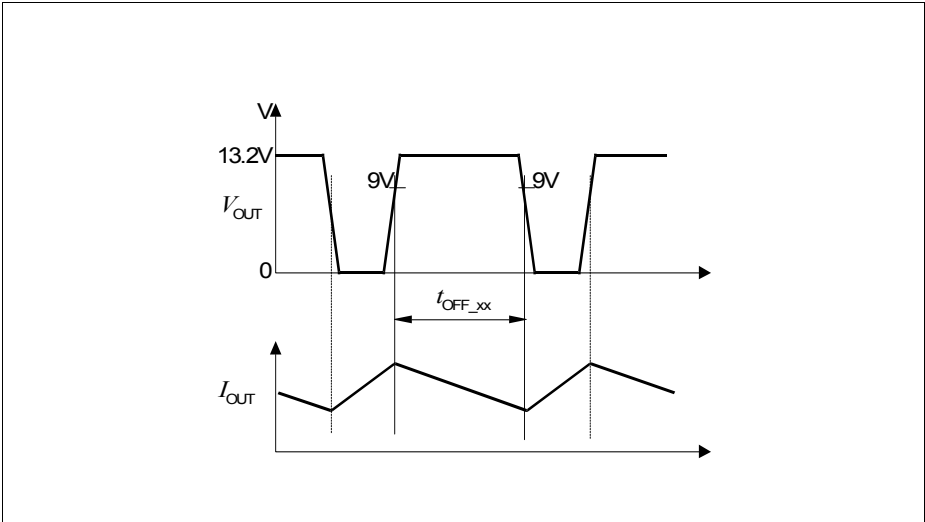 V
13.2V
9V
9V
VOUT
0
tOFF_xx
IOUT